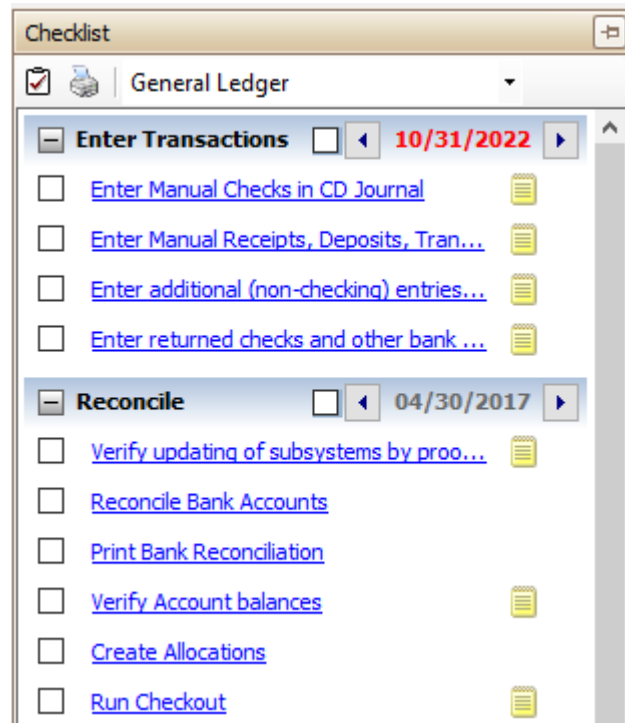 Checklist
General Ledger
Enter Transactions 10/31/2022
Enter Manual Checks in CD Journal
Enter Manual Receipts, Deposits, Tran...
Enter additional (non-checking) entries...
Enter returned checks and other bank ...
Reconcile 04/30/2017
Verify updating of subsystems by proo...
Reconcile Bank Accounts
Print Bank Reconciliation
Verify Account balances
Create Allocations
Run Checkout